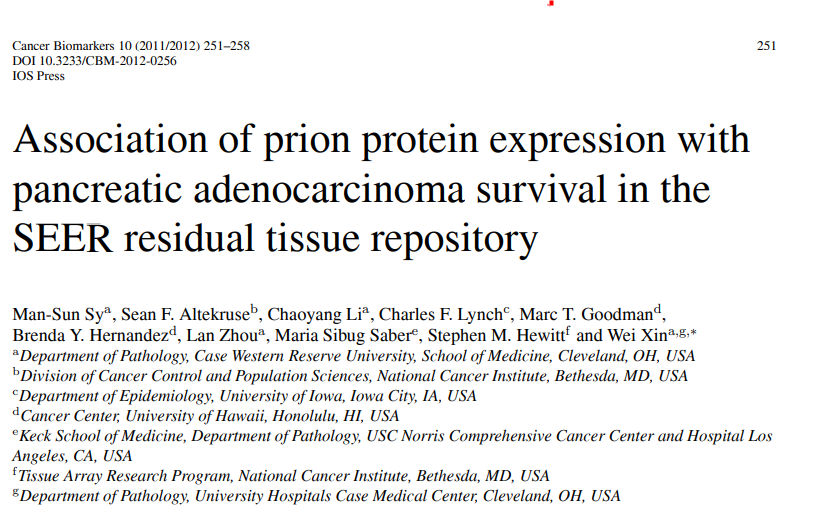 Cancer Biomarkers 10 (2011/2012) 251–258
251
DOI 10.3233/CBM-2012-0256
IOS Press
Association of prion protein expression with
pancreatic adenocarcinoma survival in the
SEER residual tissue repository
Man-Sun Syᵃ, Sean F. Altekruseᵇ, Chaoyang Liᵃ, Charles F. Lynchᶜ, Marc T. Goodmanᵈ,
Brenda Y. Hernandezᵈ, Lan Zhouᵃ, Maria Sibug Saberᵉ, Stephen M. Hewittᶠ and Wei Xinᵃ,ᵍ,*
ᵃDepartment of Pathology, Case Western Reserve University, School of Medicine, Cleveland, OH, USA
ᵇDivision of Cancer Control and Population Sciences, National Cancer Institute, Bethesda, MD, USA
ᶜDepartment of Epidemiology, University of Iowa, Iowa City, IA, USA
ᵈCancer Center, University of Hawaii, Honolulu, HI, USA
ᵉKeck School of Medicine, Department of Pathology, USC Norris Comprehensive Cancer Center and Hospital Los
Angeles, CA, USA
ᶠTissue Array Research Program, National Cancer Institute, Bethesda, MD, USA
ᵍDepartment of Pathology, University Hospitals Case Medical Center, Cleveland, OH, USA